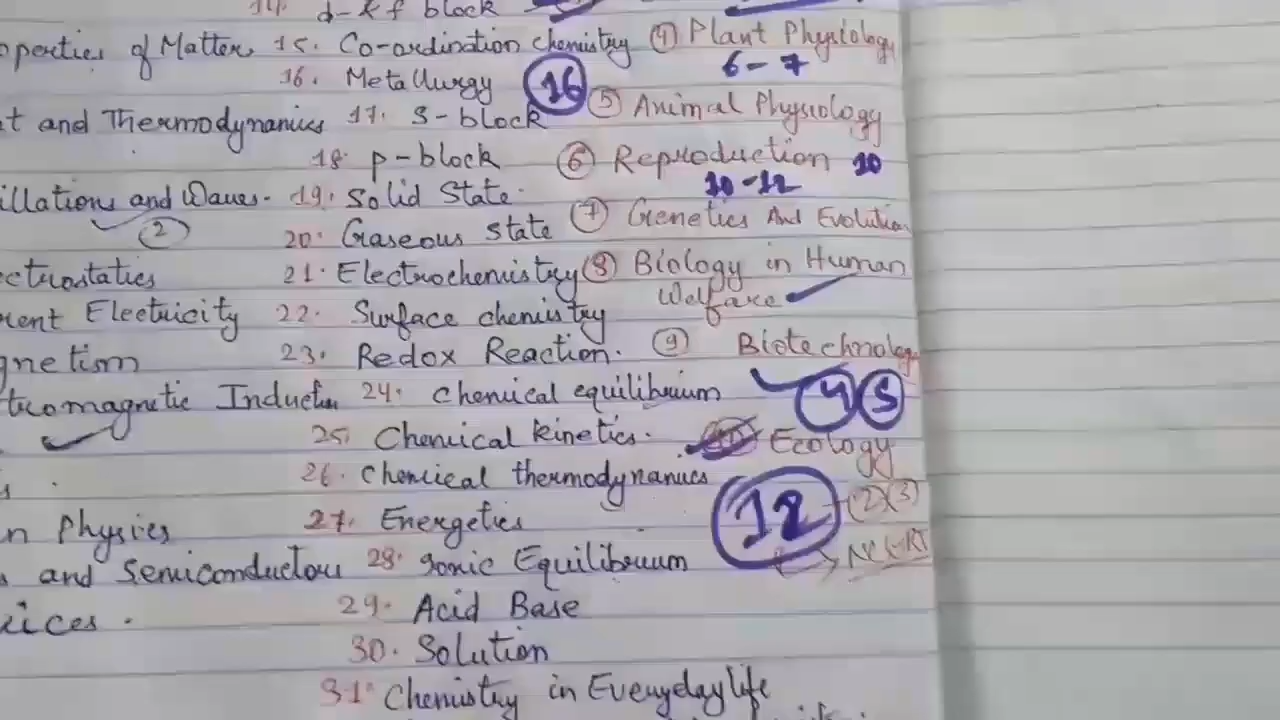 14. d-kf block
operties of Matter
t and Thermodynamics
illations and Waves.
2
ectrostatics
rent Electricity
gnetism
tromagnetic Induction
s .
n Physics
s and Semiconductor
vices.
15. Co-ordination chemistry
16. Metallurgy 16
17. S-block
18. p-block
19. Solid State.
20. Gaseous state
21. Electrochemistry
22. Surface chemistry
23. Redox Reaction.
24. Chemical equilibrium
25. Chemical kinetics.
26. Chemical thermodynamics
27. Energetics
28. Ionic Equilibrium
29. Acid Base
30. Solution
31. Chemistry in Everyday life
4 Plant Physiology
6-7
5 Animal Physiology
6 Reproduction 10
10-12
7 Genetics And Evolution
8 Biology in Human
Welfare
9 Biotechnology
4 5
Ecology
12 (2)(3)
→ NCERT